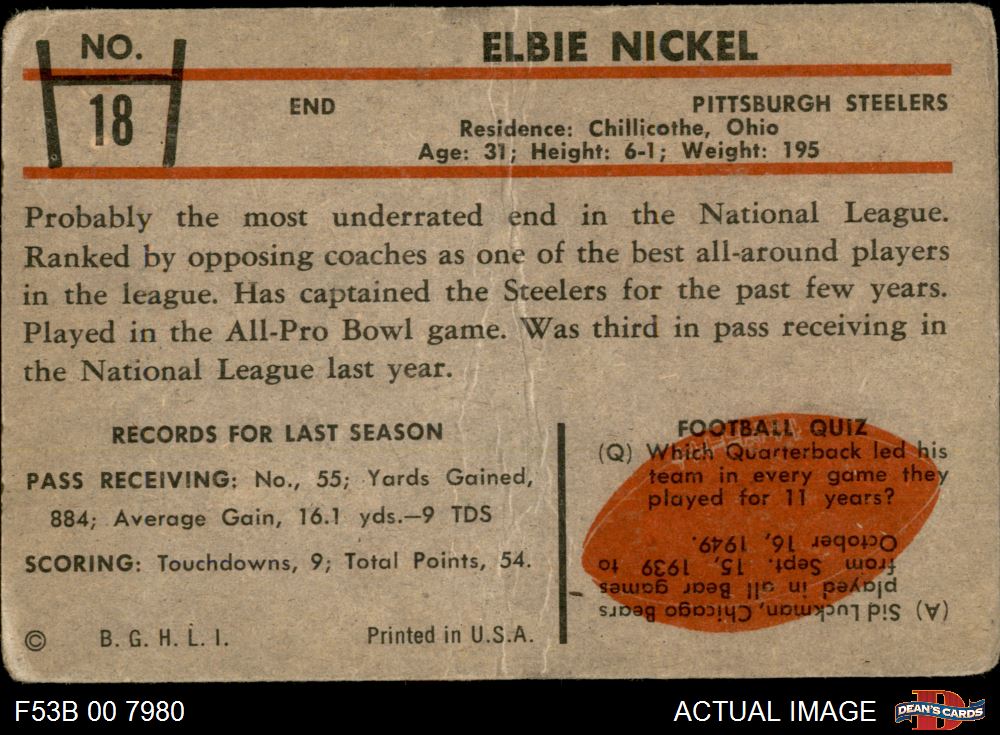 NO.
18
ELBIE NICKEL
END
PITTSBURGH STEELERS
Residence: Chillicothe, Ohio
Age: 31; Height: 6-1; Weight: 195
Probably the most underrated end in the National League.
Ranked by opposing coaches as one of the best all-around players
in the league. Has captained the Steelers for the past few years.
Played in the All-Pro Bowl game. Was third in pass receiving in
the National League last year.
RECORDS FOR LAST SEASON
PASS RECEIVING: No., 55; Yards Gained,
884; Average Gain, 16.1 yds.—9 TDS
SCORING: Touchdowns, 9; Total Points, 54.
© B. G. H. L. I.
Printed in U.S.A.
FOOTBALL QUIZ
(Q) Which Quarterback led his
team in every game they
played for 11 years?
(A) Sid Luckman, Chicago Bears
played in all Bear games
from Sept. 15, 1939 to
October 16, 1949.
F53B 00 7980
ACTUAL IMAGE
DEAN'S CARDS